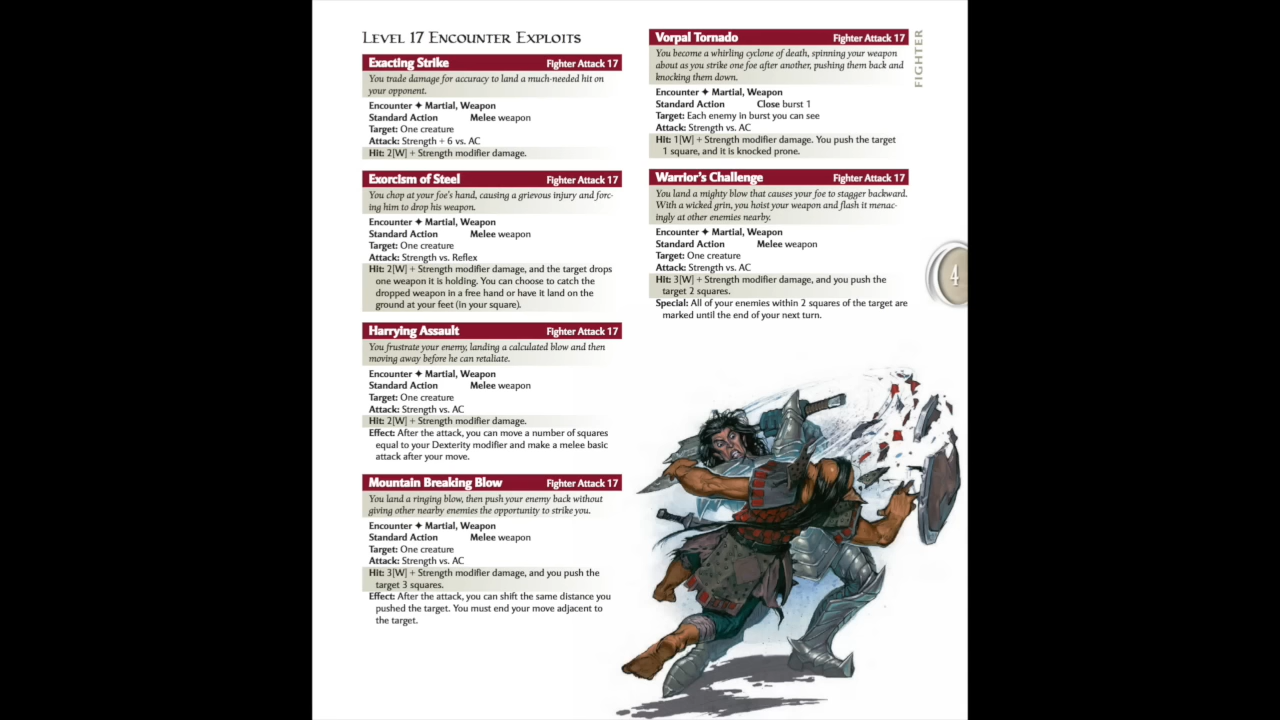 LEVEL 17 ENCOUNTER EXPLOITS
Exacting Strike Fighter Attack 17
You trade damage for accuracy to land a much-needed hit on
your opponent.
Encounter ✦ Martial, Weapon
Standard Action Melee weapon
Target: One creature
Attack: Strength + 6 vs. AC
Hit: 2[W] + Strength modifier damage.
Exorcism of Steel Fighter Attack 17
You chop at your foe's hand, causing a grievous injury and forc-
ing him to drop his weapon.
Encounter ✦ Martial, Weapon
Standard Action Melee weapon
Target: One creature
Attack: Strength vs. Reflex
Hit: 2[W] + Strength modifier damage, and the target drops
one weapon it is holding. You can choose to catch the
dropped weapon in a free hand or have it land on the
ground at your feet (in your square).
Harrying Assault Fighter Attack 17
You frustrate your enemy, landing a calculated blow and then
moving away before he can retaliate.
Encounter ✦ Martial, Weapon
Standard Action Melee weapon
Target: One creature
Attack: Strength vs. AC
Hit: 2[W] + Strength modifier damage.
Effect: After the attack, you can move a number of squares
equal to your Dexterity modifier and make a melee basic
attack after your move.
Mountain Breaking Blow Fighter Attack 17
You land a ringing blow, then push your enemy back without
giving other nearby enemies the opportunity to strike you.
Encounter ✦ Martial, Weapon
Standard Action Melee weapon
Target: One creature
Attack: Strength vs. AC
Hit: 3[W] + Strength modifier damage, and you push the
target 3 squares.
Effect: After the attack, you can shift the same distance you
pushed the target. You must end your move adjacent to
the target.
Vorpal Tornado Fighter Attack 17
You become a whirling cyclone of death, spinning your weapon
about as you strike one foe after another, pushing them back and
knocking them down.
Encounter ✦ Martial, Weapon
Standard Action Close burst 1
Target: Each enemy in burst you can see
Attack: Strength vs. AC
Hit: 1[W] + Strength modifier damage. You push the target
1 square, and it is knocked prone.
Warrior's Challenge Fighter Attack 17
You land a mighty blow that causes your foe to stagger backward.
With a wicked grin, you hoist your weapon and flash it menac-
ingly at other enemies nearby.
Encounter ✦ Martial, Weapon
Standard Action Melee weapon
Target: One creature
Attack: Strength vs. AC
Hit: 3[W] + Strength modifier damage, and you push the
target 2 squares.
Special: All of your enemies within 2 squares of the target are
marked until the end of your next turn.
FIGHTER
4